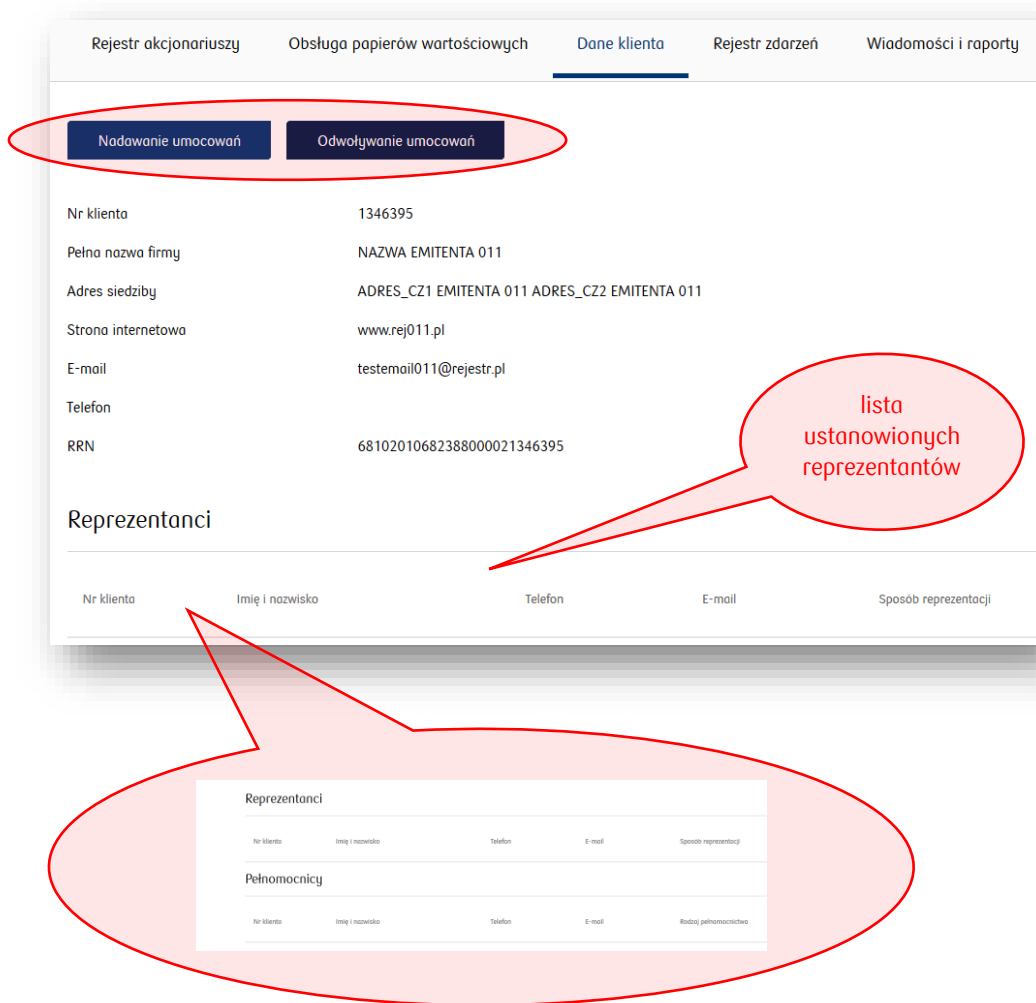 Rejestr akcjonariuszy Obsługa papierów wartościowych Dane klienta Rejestr zdarzeń Wiadomości i raporty
Nadawanie umocowań Odwoływanie umocowań
Nr klienta 1346395
Pełna nazwa firmy NAZWA EMITENTA 011
Adres siedziby ADRES_CZ1 EMITENTA 011 ADRES_CZ2 EMITENTA 011
Strona internetowa www.rej011.pl
E-mail testemail011@rejestr.pl
Telefon
RRN 68102010682388000021346395
lista
ustanowionych
reprezentantów
Reprezentanci
Nr klienta Imię i nazwisko Telefon E-mail Sposób reprezentacji
Reprezentanci
Nr klienta Imię i nazwisko Telefon E-mail Sposób reprezentacji
Pełnomocnicy
Nr klienta Imię i nazwisko Telefon E-mail Rodzaj pełnomocnictwa